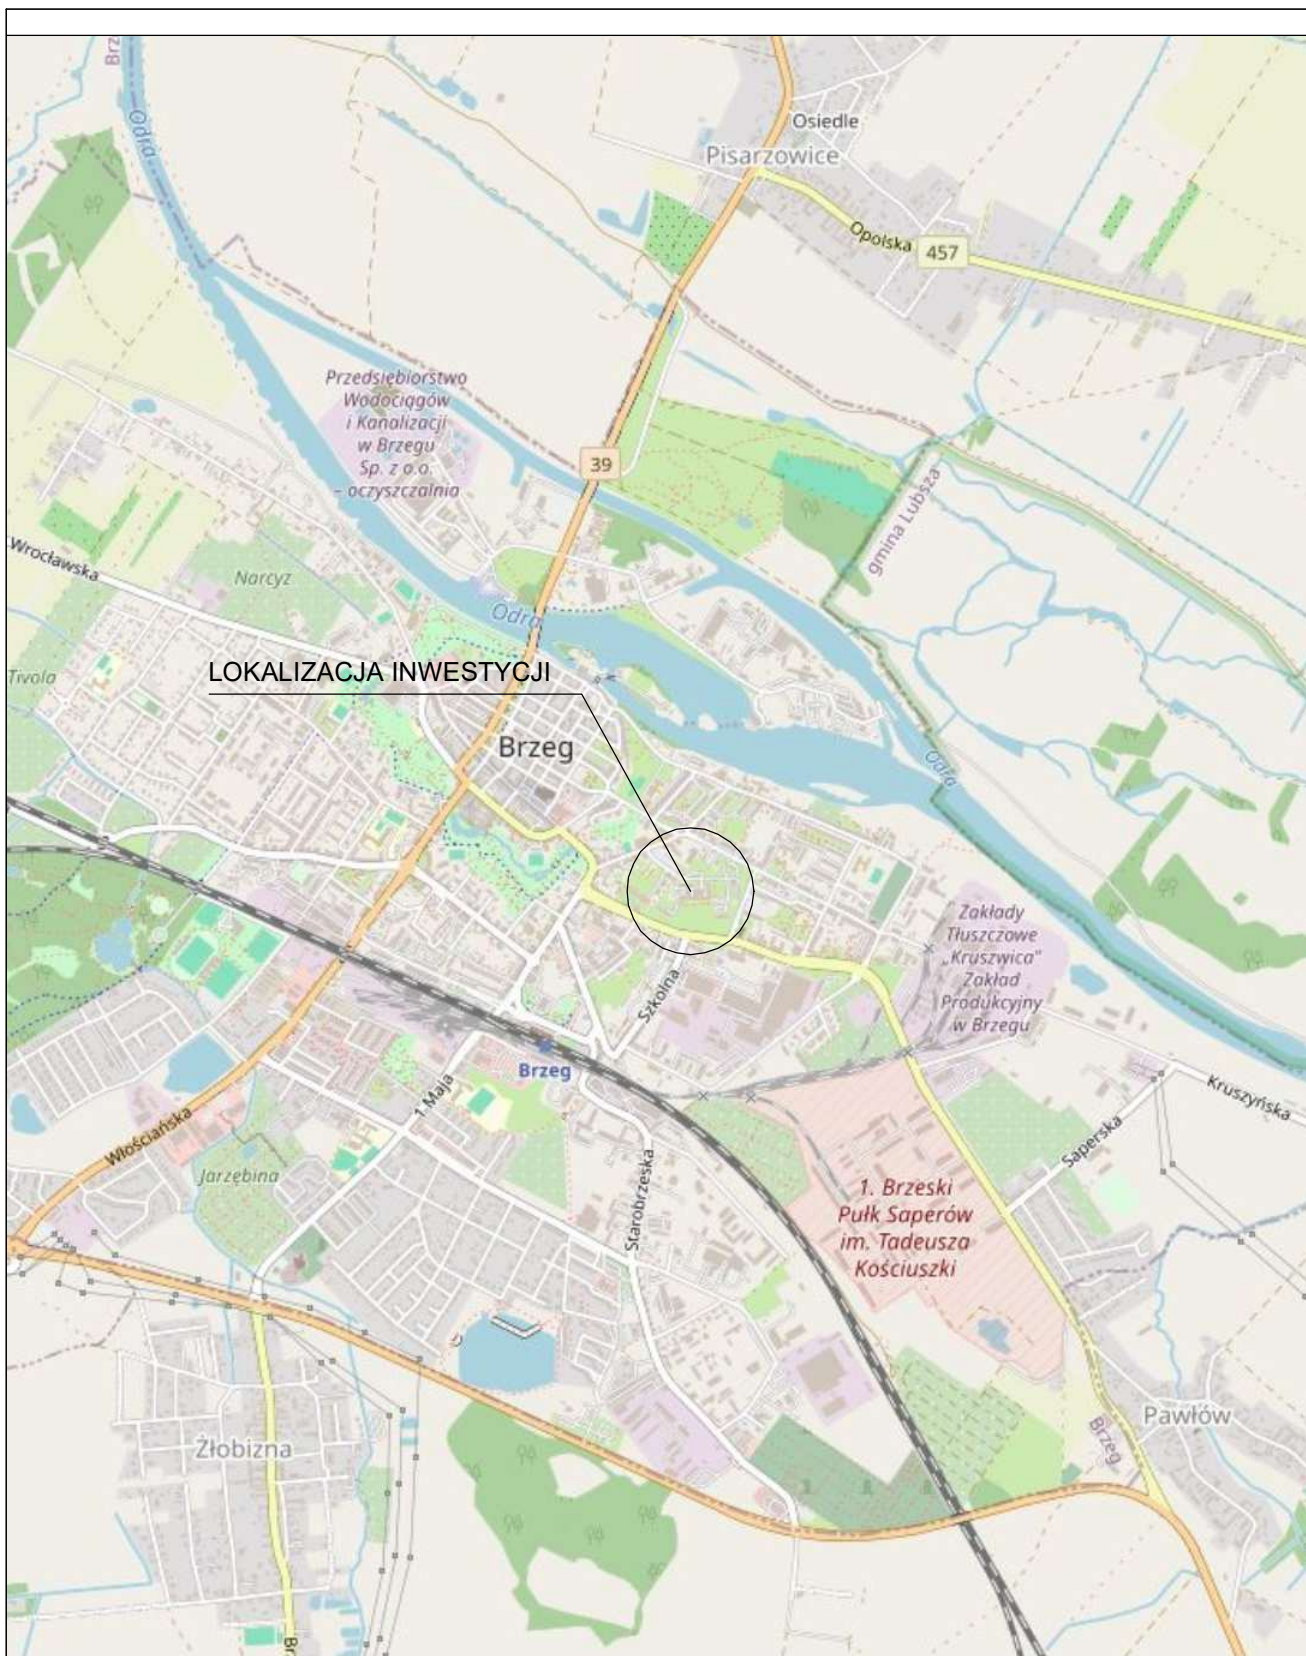 Brz
Odra
Osiedle
Pisarzowice
Opolska
457
Przedsiębiorstwo
Wodociągów
i Kanalizacji
w Brzegu
Sp. z o.o.
– oczyszczalnia
39
gmina Lubsza
Wrocławska
Narcyz
Odra
Tivola
LOKALIZACJA INWESTYCJI
Brzeg
Odra
Zakłady
Tłuszczowe
„Kruszwica”
Zakład
Produkcyjny
w Brzegu
Szkolna
Brzeg
1 Maja
Kruszyńska
Włościańska
Saperska
Jarzębina
Starobrzeska
1. Brzeski
Pułk Saperów
im. Tadeusza
Kościuszki
Pawłów
Brzeg
Żłobizna
Br